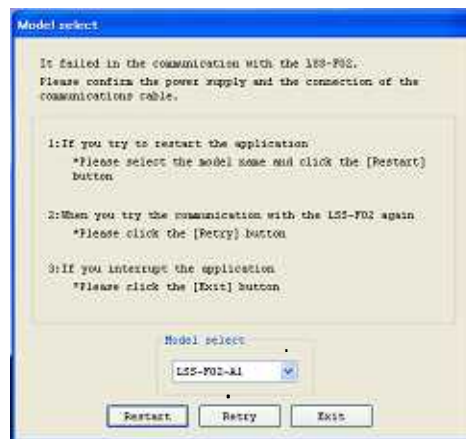 Model select
It failed in the communication with the LSS-F02.
Please confirm the power supply and the connection of the
communications cable.
1:If you try to restart the application
*Please select the model name and click the [Restart]
button
2:When you try the communication with the LSS-F02 again
*Please click the [Retry] button
3:If you interrupt the application
*Please click the [Exit] button
Model select
LSS-F02-A1
Restart Retry Exit